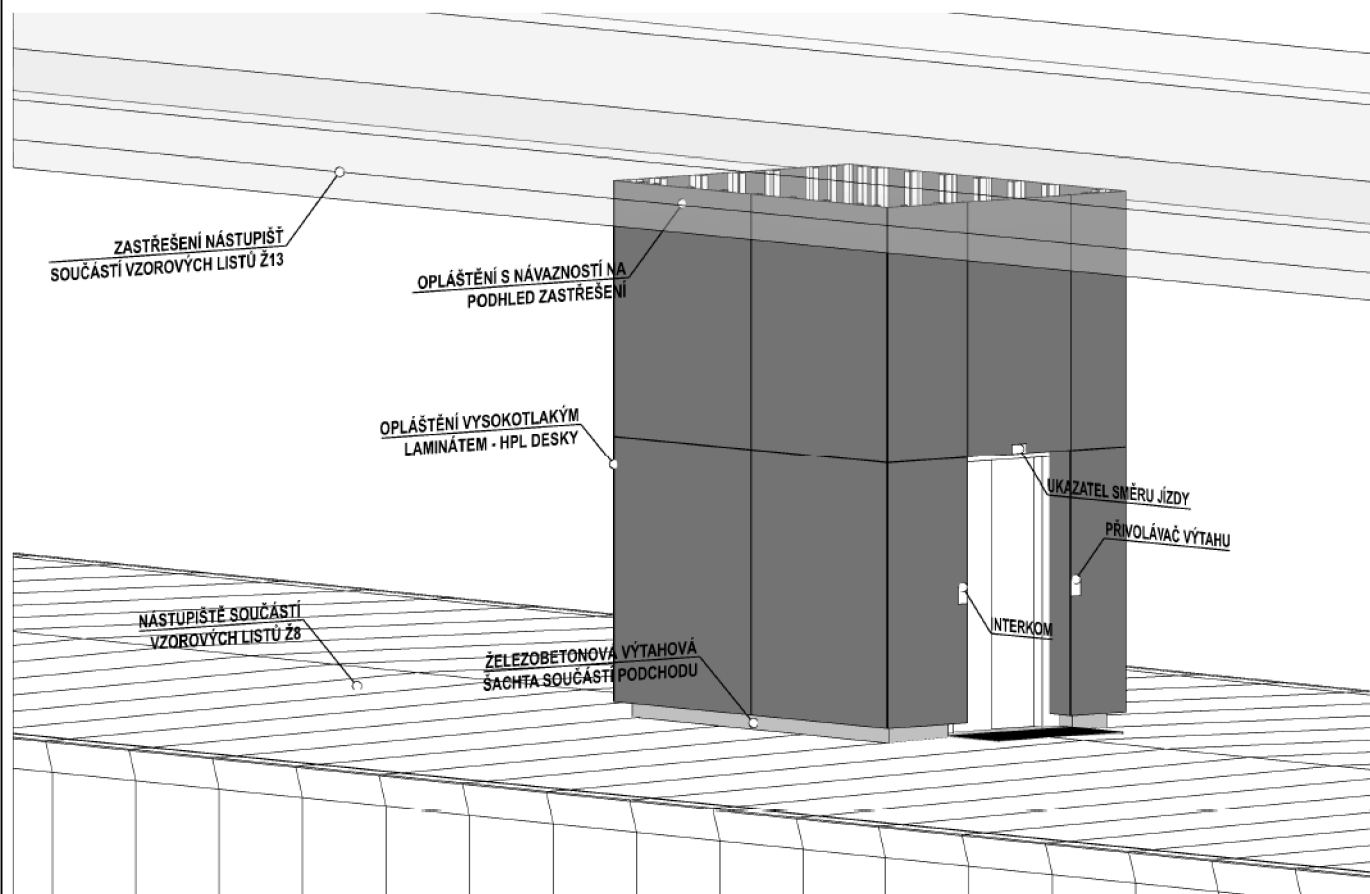 ZASTŘEŠENÍ NÁSTUPIŠŤ
SOUČÁSTÍ VZOROVÝCH LISTŮ Ž13
OPLÁŠTĚNÍ S NÁVAZNOSTÍ NA
PODHLED ZASTŘEŠENÍ
OPLÁŠTĚNÍ VYSOKOTLAKÝM
LAMINÁTEM - HPL DESKY
UKAZATEL SMĚRU JÍZDY
PŘIVOLÁVAČ VÝTAHU
NÁSTUPIŠTĚ SOUČÁSTÍ
VZOROVÝCH LISTŮ Ž8
NTERKOM
ŽELEZOBETONOVÁ VÝTAHOVÁ
ŠACHTA SOUČÁSTÍ PODCHODU